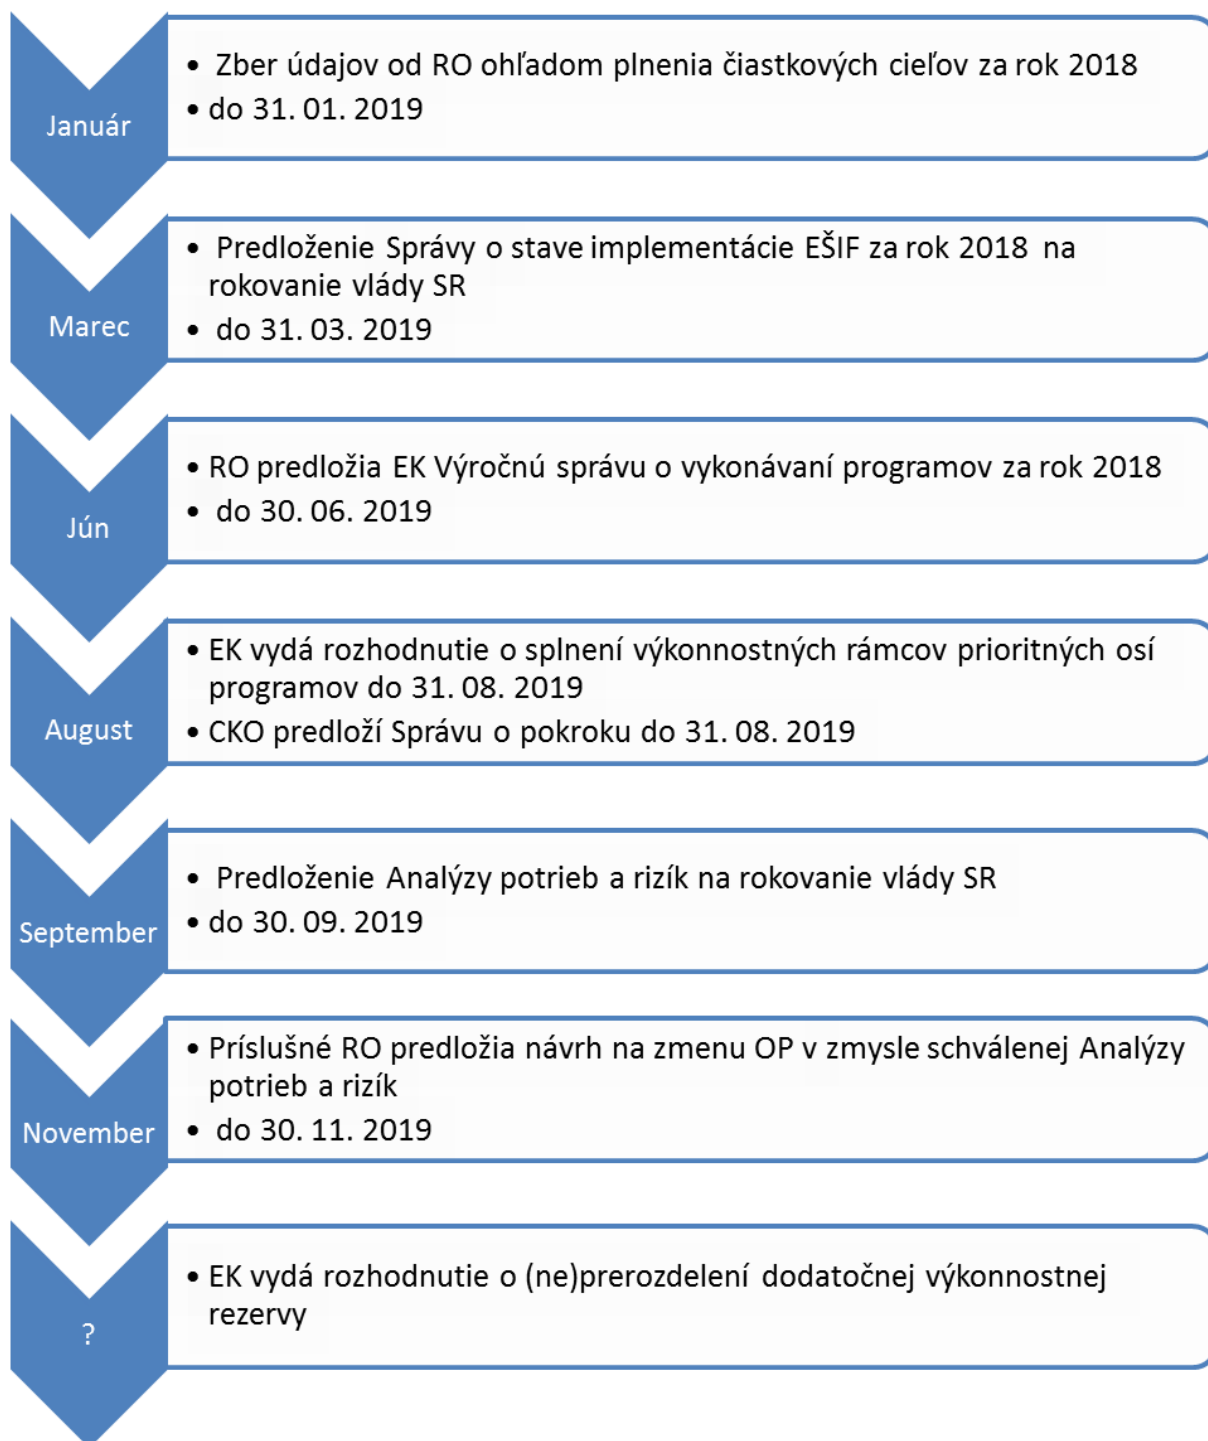 Január
• Zber údajov od RO ohľadom plnenia čiastkových cieľov za rok 2018
• do 31. 01. 2019
Marec
• Predloženie Správy o stave implementácie EŠIF za rok 2018 na
rokovanie vlády SR
• do 31. 03. 2019
Jún
• RO predložia EK Výročnú správu o vykonávaní programov za rok 2018
• do 30. 06. 2019
August
• EK vydá rozhodnutie o splnení výkonnostných rámcov prioritných osí
programov do 31. 08. 2019
• CKO predloží Správu o pokroku do 31. 08. 2019
September
• Predloženie Analýzy potrieb a rizík na rokovanie vlády SR
• do 30. 09. 2019
November
• Príslušné RO predložia návrh na zmenu OP v zmysle schválenej Analýzy
potrieb a rizík
• do 30. 11. 2019
?
• EK vydá rozhodnutie o (ne)prerozdelení dodatočnej výkonnostnej
rezervy